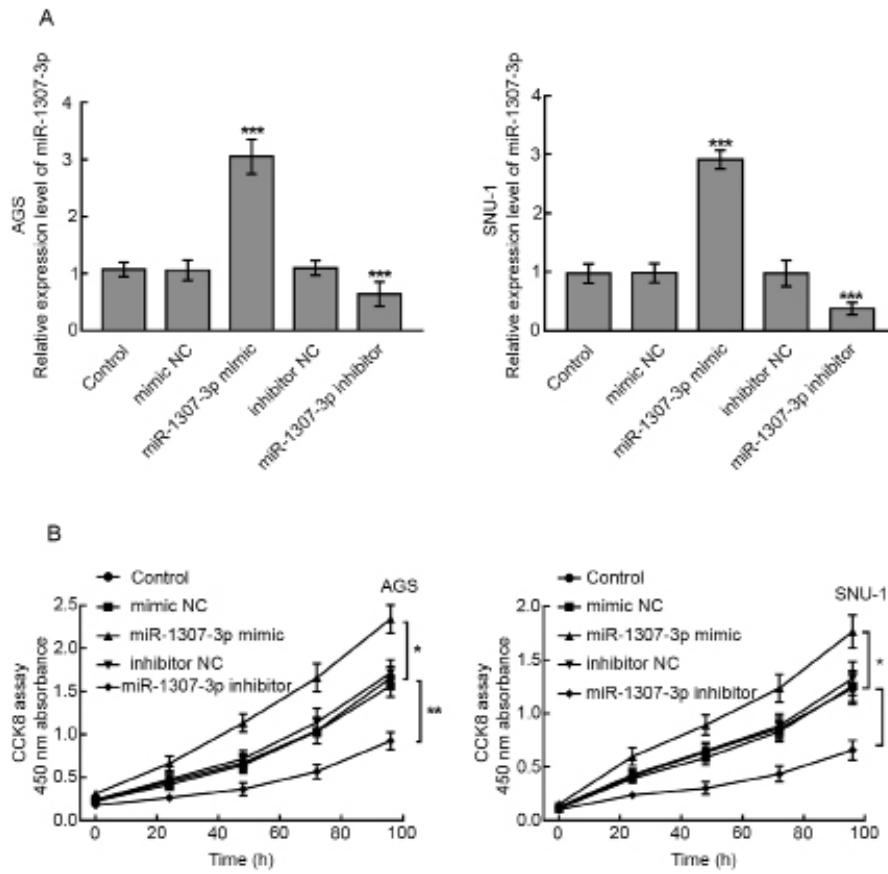 A
AGS
Relative expression level of miR-1307-3p
4
3
2
1
0
***
***
Control
mimic NC
miR-1307-3p mimic
inhibitor NC
miR-1307-3p inhibitor
SNU-1
Relative expression level of miR-1307-3p
4
3
2
1
0
***
***
Control
mimic NC
miR-1307-3p mimic
inhibitor NC
miR-1307-3p inhibitor
B
Control
mimic NC
miR-1307-3p mimic
inhibitor NC
miR-1307-3p inhibitor
AGS
CCK8 assay
450 nm absorbance
2.5
2.0
1.5
1.0
0.5
0.0
*
**
0 20 40 60 80 100
Time (h)
Control
mimic NC
miR-1307-3p mimic
inhibitor NC
miR-1307-3p inhibitor
SNU-1
CCK8 assay
450 nm absorbance
2.0
1.5
1.0
0.5
0.0
*
0 20 40 60 80 100
Time (h)